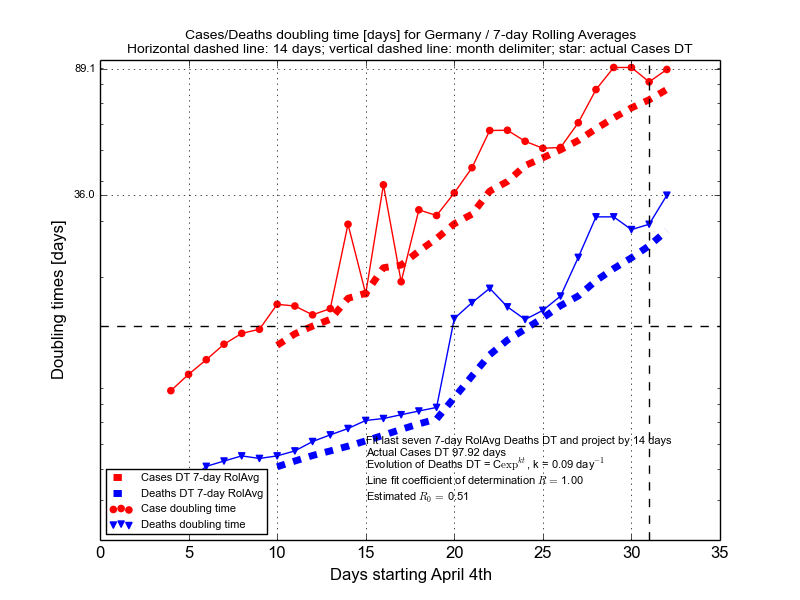 Cases/Deaths doubling time [days] for Germany / 7-day Rolling Averages
Horizontal dashed line: 14 days; vertical dashed line: month delimiter; star: actual Cases DT
89.1
36.0
Doubling times [days]
Fit last seven 7-day RolAvg Deaths DT and project by 14 days
Actual Cases DT 97.92 days
Evolution of Deaths DT = Cexp^{kt}, k = 0.09 day^{-1}
Line fit coefficient of determination R = 1.00
Estimated R_0 = 0.51
Cases DT 7-day RolAvg
Deaths DT 7-day RolAvg
Case doubling time
Deaths doubling time
0 5 10 15 20 25 30 35
Days starting April 4th